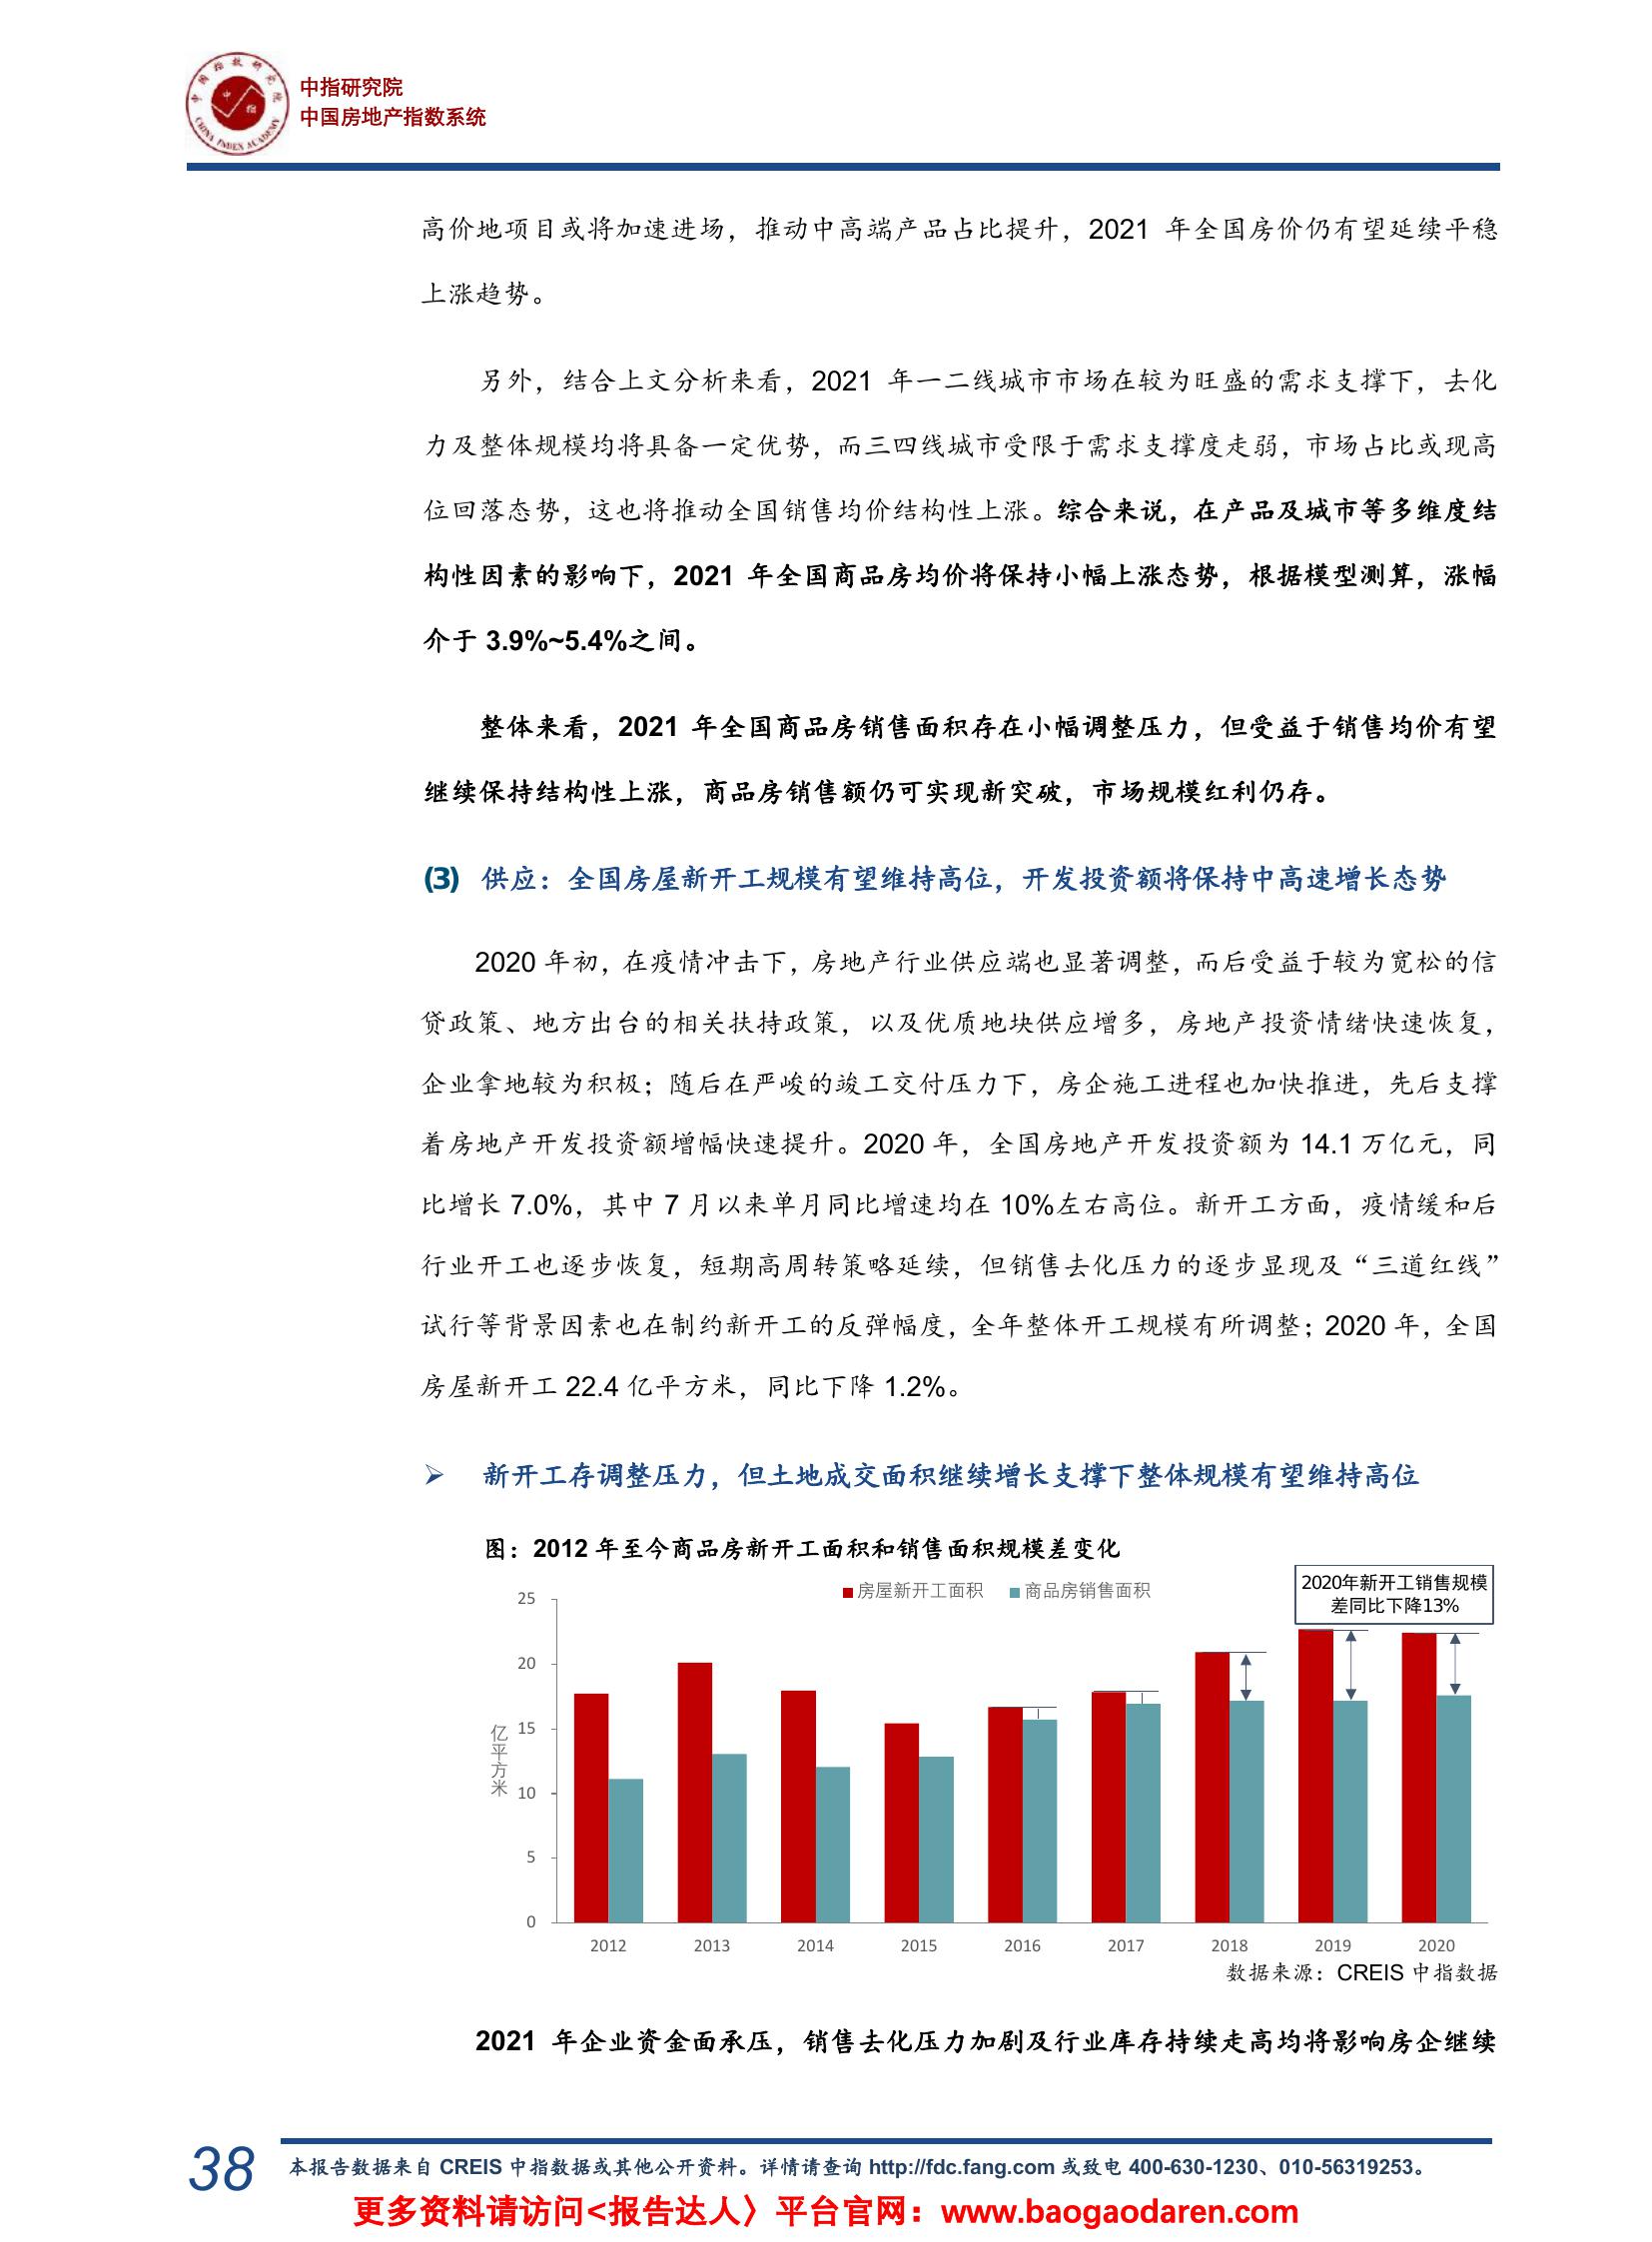 中国指数研究院
中指
CHINA INDEX ACADEMY
中指研究院
中国房地产指数系统
高价地项目或将加速进场，推动中高端产品占比提升，2021 年全国房价仍有望延续平稳
上涨趋势。
另外，结合上文分析来看，2021 年一二线城市市场在较为旺盛的需求支撑下，去化
力及整体规模均将具备一定优势，而三四线城市受限于需求支撑度走弱，市场占比或现高
位回落态势，这也将推动全国销售均价结构性上涨。综合来说，在产品及城市等多维度结
构性因素的影响下，2021 年全国商品房均价将保持小幅上涨态势，根据模型测算，涨幅
介于 3.9%~5.4%之间。
整体来看，2021 年全国商品房销售面积存在小幅调整压力，但受益于销售均价有望
继续保持结构性上涨，商品房销售额仍可实现新突破，市场规模红利仍存。
(3) 供应：全国房屋新开工规模有望维持高位，开发投资额将保持中高速增长态势
2020 年初，在疫情冲击下，房地产行业供应端也显著调整，而后受益于较为宽松的信
贷政策、地方出台的相关扶持政策，以及优质地块供应增多，房地产投资情绪快速恢复，
企业拿地较为积极；随后在严峻的竣工交付压力下，房企施工进程也加快推进，先后支撑
着房地产开发投资额增幅快速提升。2020 年，全国房地产开发投资额为 14.1 万亿元，同
比增长 7.0%，其中 7 月以来单月同比增速均在 10%左右高位。新开工方面，疫情缓和后
行业开工也逐步恢复，短期高周转策略延续，但销售去化压力的逐步显现及“三道红线”
试行等背景因素也在制约新开工的反弹幅度，全年整体开工规模有所调整；2020 年，全国
房屋新开工 22.4 亿平方米，同比下降 1.2%。
➢ 新开工存调整压力，但土地成交面积继续增长支撑下整体规模有望维持高位
图：2012 年至今商品房新开工面积和销售面积规模差变化
房屋新开工面积 商品房销售面积
2020年新开工销售规模
差同比下降13%
25
20
15
10
5
0
亿平方米
2012 2013 2014 2015 2016 2017 2018 2019 2020
数据来源：CREIS 中指数据
2021 年企业资金面承压，销售去化压力加剧及行业库存持续走高均将影响房企继续
38 本报告数据来自 CREIS 中指数据或其他公开资料。详情请查询 http://fdc.fang.com 或致电 400-630-1230、010-56319253。
更多资料请访问<报告达人〉平台官网：www.baogaodaren.com